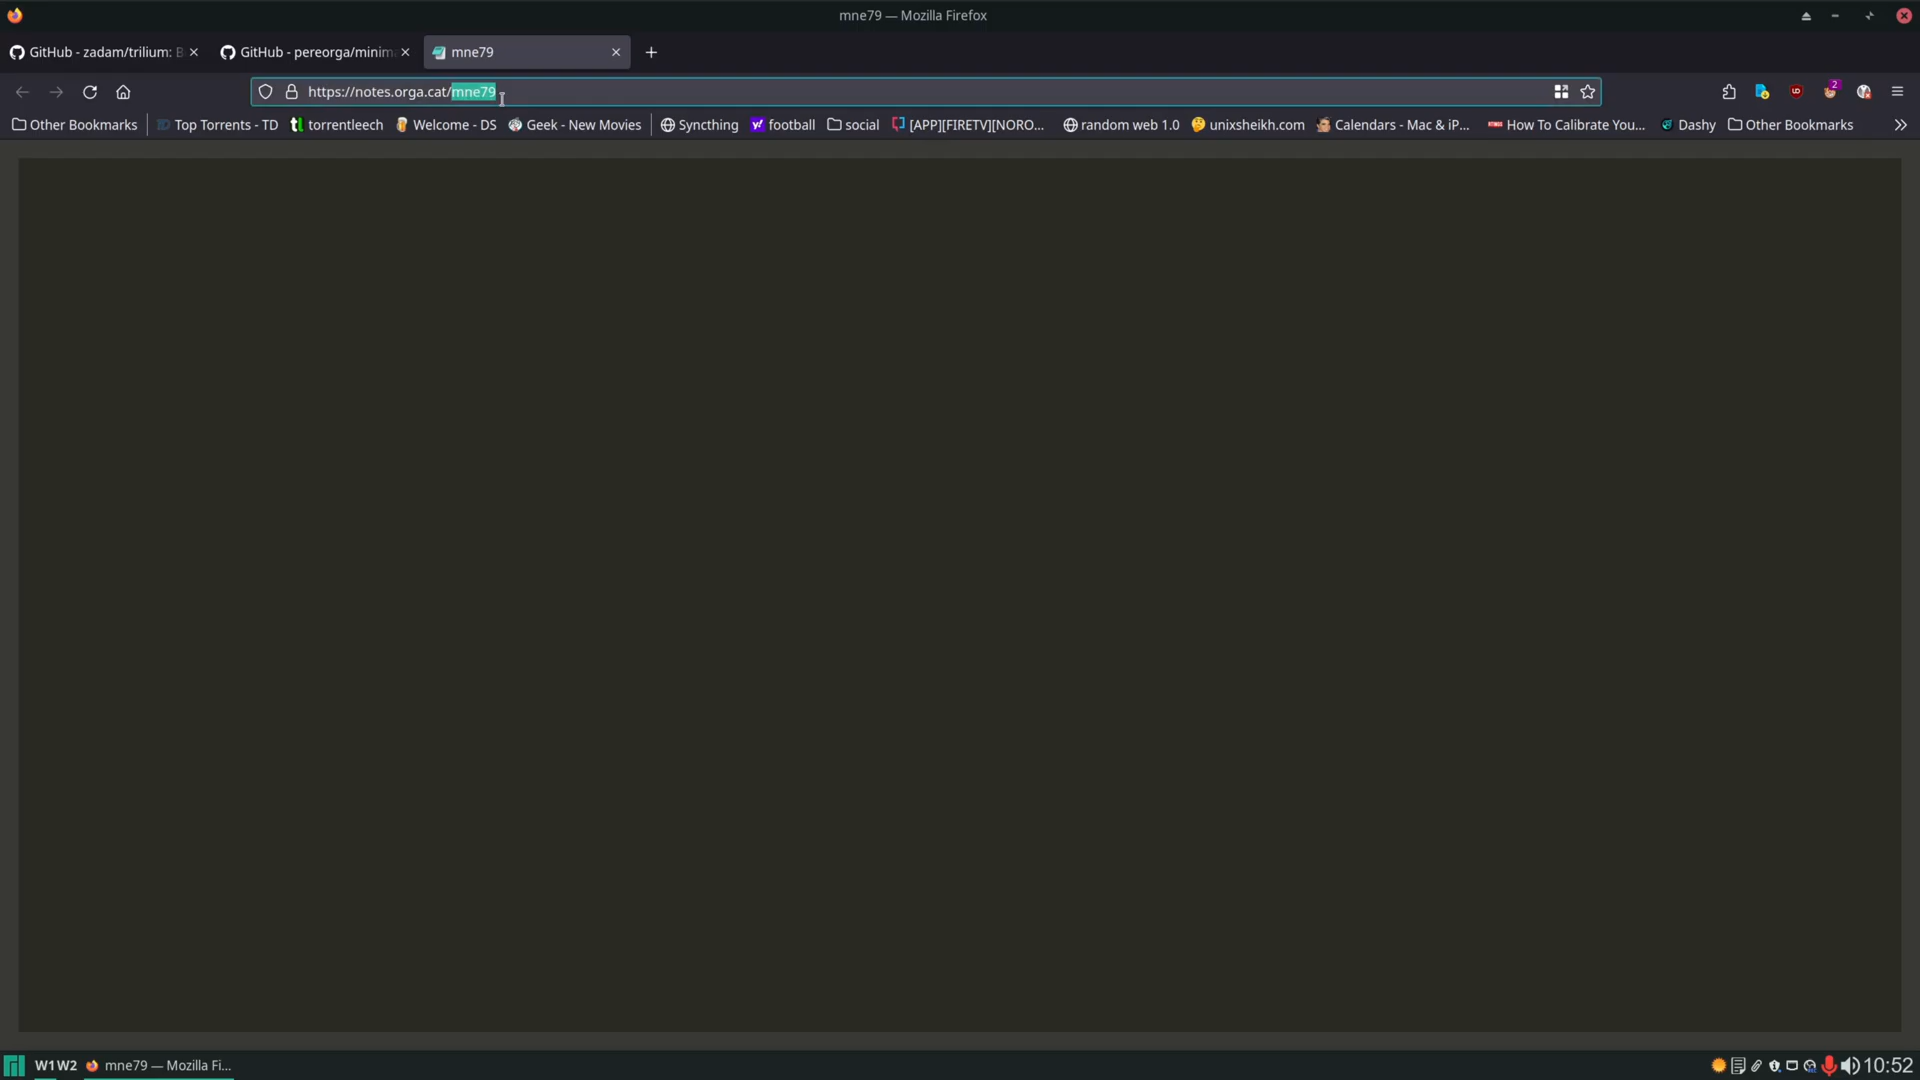 mne79 — Mozilla Firefox
GitHub - zadam/trilium: B
GitHub - pereorga/minim
mne79
https://notes.orga.cat/mne79
2
Other Bookmarks
Top Torrents - TD
torrentleech
Welcome - DS
Geek - New Movies
Syncthing
football
social
[APP][FIRETV][NORO...
random web 1.0
unixsheikh.com
Calendars - Mac & iP...
How To Calibrate You...
Dashy
Other Bookmarks
W1W2
mne79 — Mozilla Fi...
10:52